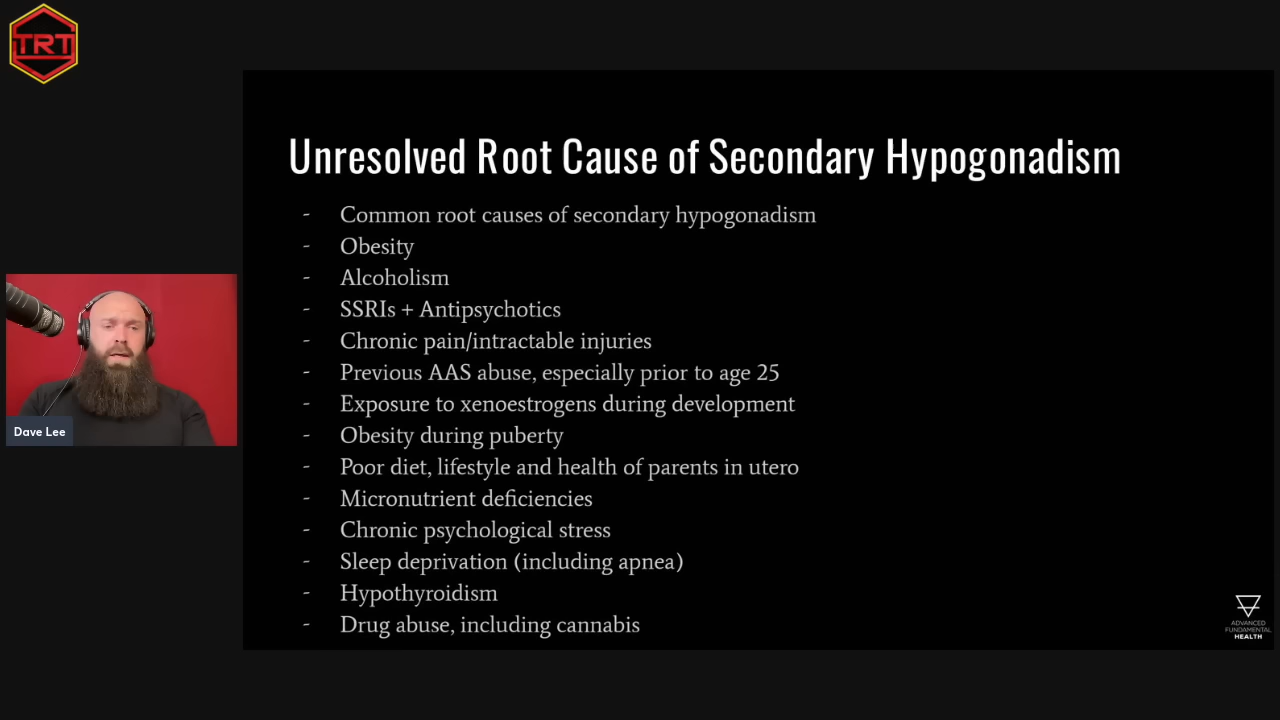 TRT
Unresolved Root Cause of Secondary Hypogonadism
- Common root causes of secondary hypogonadism
- Obesity
- Alcoholism
- SSRIs + Antipsychotics
- Chronic pain/intractable injuries
- Previous AAS abuse, especially prior to age 25
- Exposure to xenoestrogens during development
- Obesity during puberty
- Poor diet, lifestyle and health of parents in utero
- Micronutrient deficiencies
- Chronic psychological stress
- Sleep deprivation (including apnea)
- Hypothyroidism
- Drug abuse, including cannabis
Dave Lee
ADVANCED
FUNDAMENTAL
HEALTH